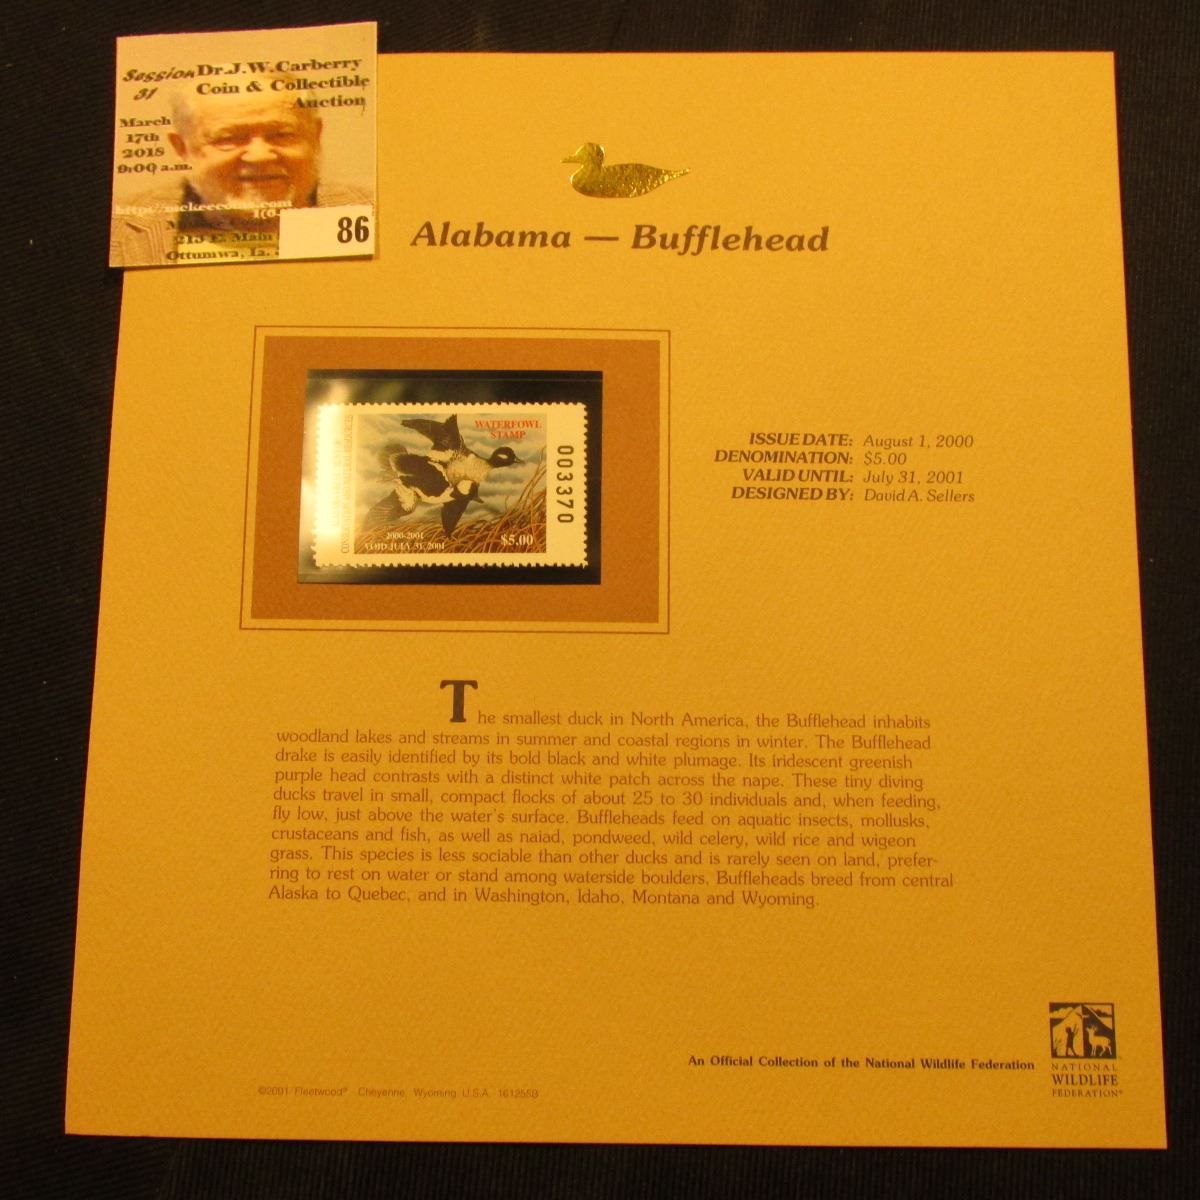 Session
31
Dr. J.W. Carberry
Coin & Collectible
Auction
March
17th
2018
9:00 a.m.
213 E. Main
Ottumwa, Ia.
86
Alabama — Bufflehead
WATERFOWL
STAMP
003370
2000-2001
VOID JULY 31, 2001
$5.00
ISSUE DATE: August 1, 2000
DENOMINATION: $5.00
VALID UNTIL: July 31, 2001
DESIGNED BY: David A. Sellers
The smallest duck in North America, the Bufflehead inhabits
woodland lakes and streams in summer and coastal regions in winter. The Bufflehead
drake is easily identified by its bold black and white plumage. Its iridescent greenish
purple head contrasts with a distinct white patch across the nape. These tiny diving
ducks travel in small, compact flocks of about 25 to 30 individuals and, when feeding,
fly low, just above the water's surface. Buffleheads feed on aquatic insects, mollusks,
crustaceans and fish, as well as naiad, pondweed, wild celery, wild rice and wigeon
grass. This species is less sociable than other ducks and is rarely seen on land, prefer-
ring to rest on water or stand among waterside boulders. Buffleheads breed from central
Alaska to Quebec, and in Washington, Idaho, Montana and Wyoming.
An Official Collection of the National Wildlife Federation
NATIONAL
WILDLIFE
FEDERATION®
©2001 Fleetwood® Cheyenne, Wyoming U.S.A. 161255B